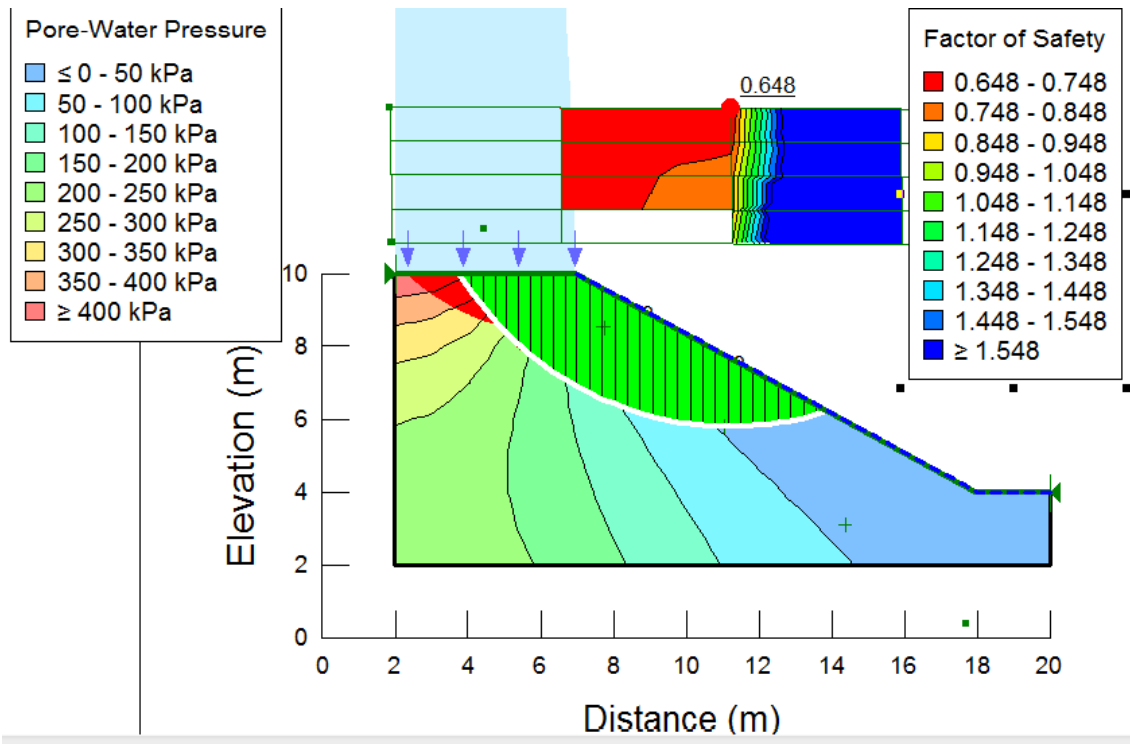 Pore-Water Pressure
≤ 0 - 50 kPa
50 - 100 kPa
100 - 150 kPa
150 - 200 kPa
200 - 250 kPa
250 - 300 kPa
300 - 350 kPa
350 - 400 kPa
≥ 400 kPa
0.648
Factor of Safety
0.648 - 0.748
0.748 - 0.848
0.848 - 0.948
0.948 - 1.048
1.048 - 1.148
1.148 - 1.248
1.248 - 1.348
1.348 - 1.448
1.448 - 1.548
≥ 1.548
Elevation (m)
10
8
6
4
2
0
0 2 4 6 8 10 12 14 16 18 20
Distance (m)